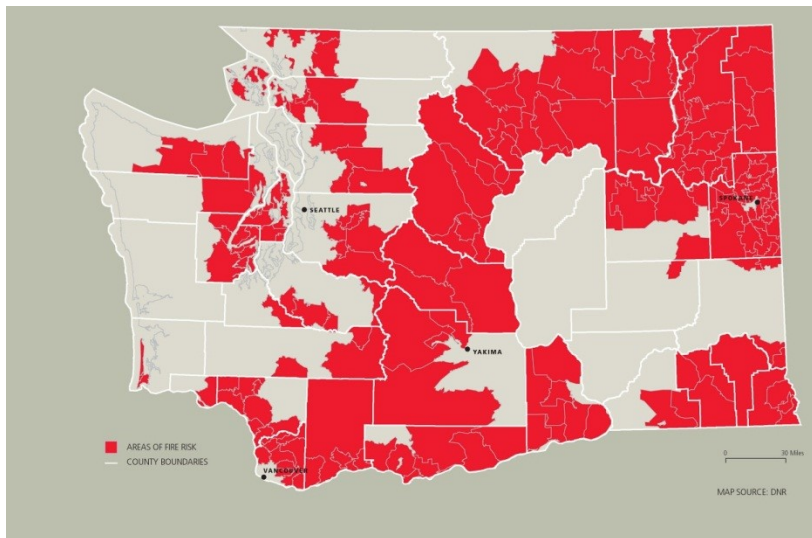 SEATTLE
SPOKANE
YAKIMA
AREAS OF FIRE RISK
COUNTY BOUNDARIES
VANCOUVER
0 30 Miles
MAP SOURCE: DNR